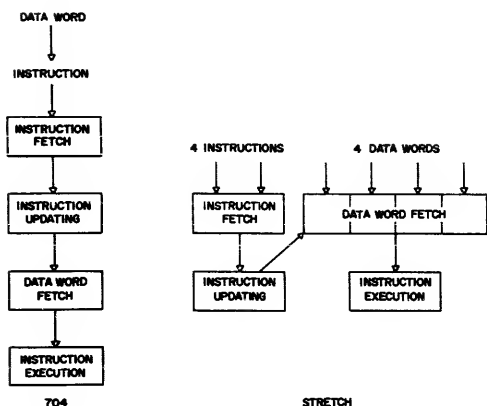 DATA WORD
INSTRUCTION
INSTRUCTION
FETCH
INSTRUCTION
UPDATING
DATA WORD
FETCH
INSTRUCTION
EXECUTION
704
4 INSTRUCTIONS
4 DATA WORDS
INSTRUCTION
FETCH
DATA WORD FETCH
INSTRUCTION
UPDATING
INSTRUCTION
EXECUTION
STRETCH